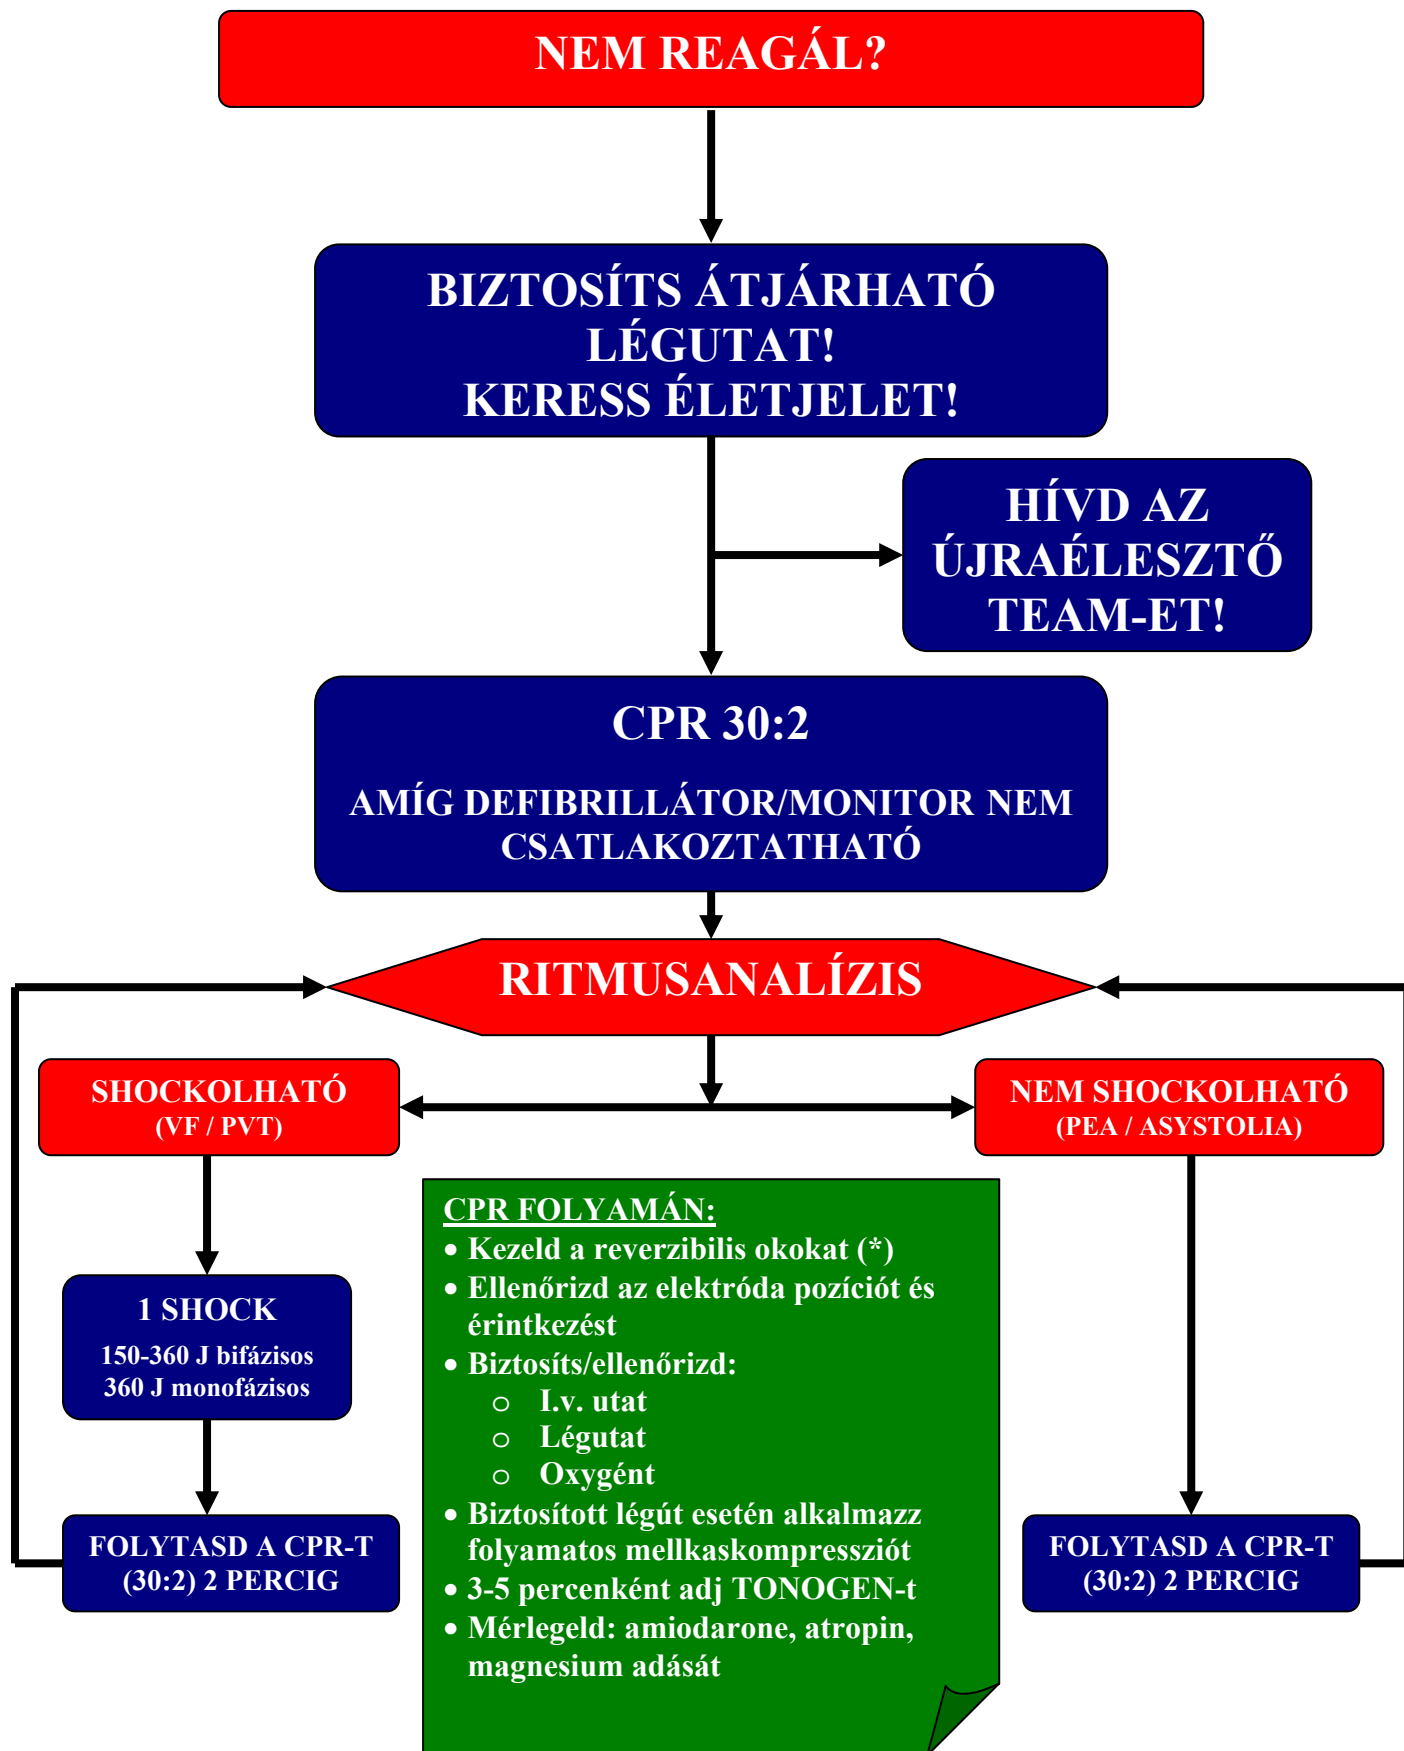 NEM REAGÁL?
BIZTOSÍTS ÁTJÁRHATÓ
LÉGUTAT!
KERESS ÉLETJELET!
HÍVD AZ
ÚJRAÉLESZTŐ
TEAM-ET!
CPR 30:2
AMÍG DEFIBRILLÁTOR/MONITOR NEM
CSATLAKOZTATHATÓ
RITMUSANALÍZIS
SHOCKOLHATÓ
(VF / PVT)
NEM SHOCKOLHATÓ
(PEA / ASYSTOLIA)
1 SHOCK
150-360 J bifázisos
360 J monofázisos
FOLYTASD A CPR-T
(30:2) 2 PERCIG
CPR FOLYAMÁN:
• Kezeld a reverzibilis okokat (*)
• Ellenőrizd az elektróda pozíciót és
érintkezést
• Biztosíts/ellenőrizd:
o I.v. utat
o Légutat
o Oxygént
• Biztosított légút esetén alkalmazz
folyamatos mellkaskompressziót
• 3-5 percenként adj TONOGEN-t
• Mérlegeld: amiodarone, atropin,
magnesium adását
FOLYTASD A CPR-T
(30:2) 2 PERCIG